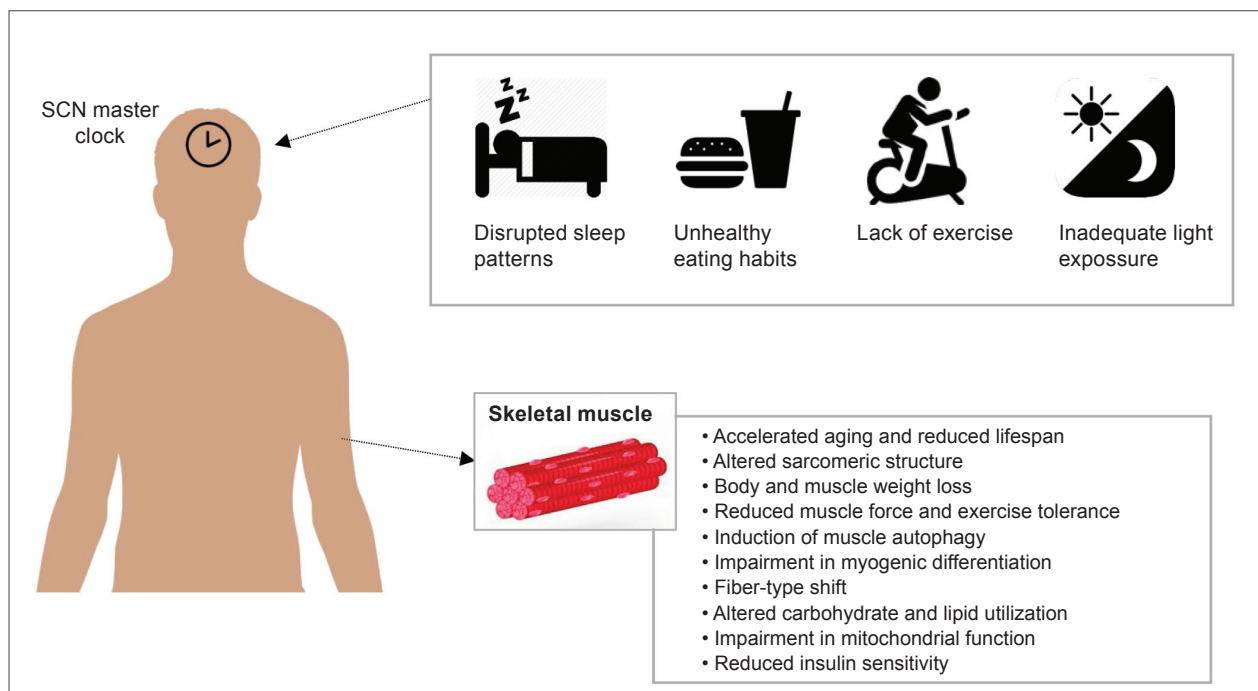 SCN master
clock
z
z
z
z
Disrupted sleep
patterns
Unhealthy
eating habits
Lack of exercise
Inadequate light
expossure
Skeletal muscle
• Accelerated aging and reduced lifespan
• Altered sarcomeric structure
• Body and muscle weight loss
• Reduced muscle force and exercise tolerance
• Induction of muscle autophagy
• Impairment in myogenic differentiation
• Fiber-type shift
• Altered carbohydrate and lipid utilization
• Impairment in mitochondrial function
• Reduced insulin sensitivity